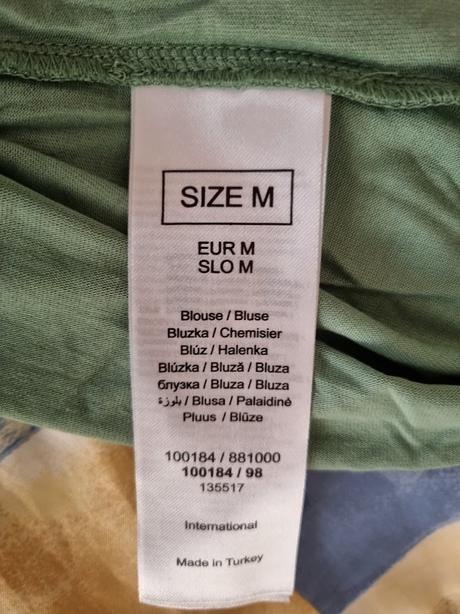 SIZE M
EUR M
SLO M
Blouse / Bluse
Bluzka / Chemisier
Blúz / Halenka
Blúzka / Bluză / Bluza
блузка / Bluza / Bluza
بلوزة / Blusa / Palaidinė
Pluus / Blūze
100184 / 881000
100184 / 98
135517
International
Made in Turkey